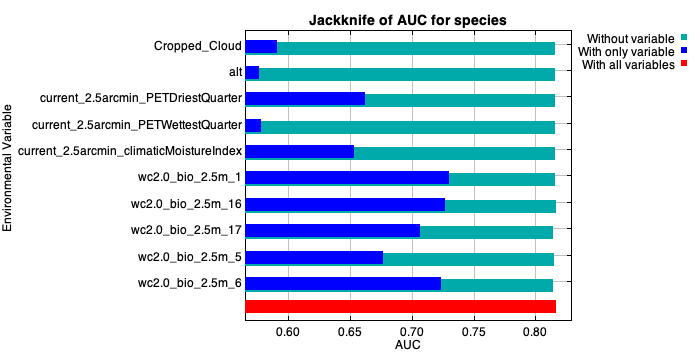 Jackknife of AUC for species
Without variable
With only variable
With all variables
Environmental Variable
Cropped_Cloud
alt
current_2.5arcmin_PETDriestQuarter
current_2.5arcmin_PETWettestQuarter
current_2.5arcmin_climaticMoistureIndex
wc2.0_bio_2.5m_1
wc2.0_bio_2.5m_16
wc2.0_bio_2.5m_17
wc2.0_bio_2.5m_5
wc2.0_bio_2.5m_6
0.60 0.65 0.70 0.75 0.80
AUC